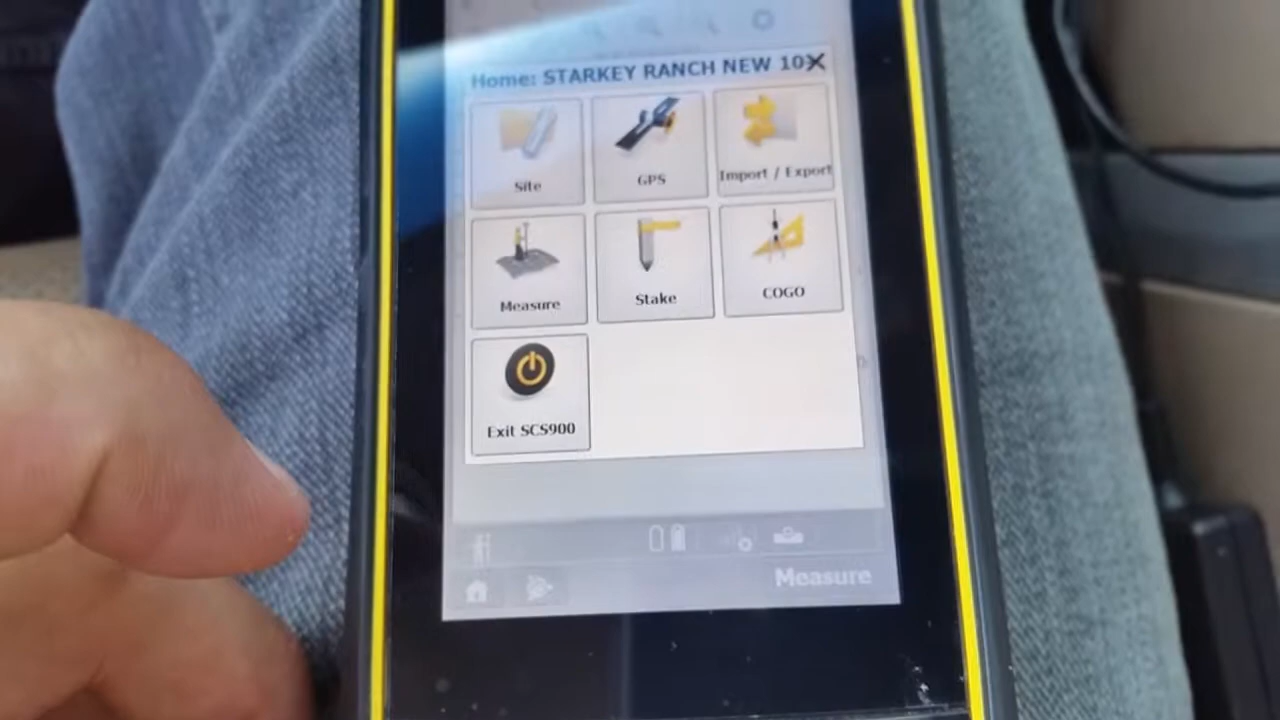 Home: STARKEY RANCH NEW 10
Site
GPS
Import / Export
Measure
Stake
COGO
Exit SCS900
Measure